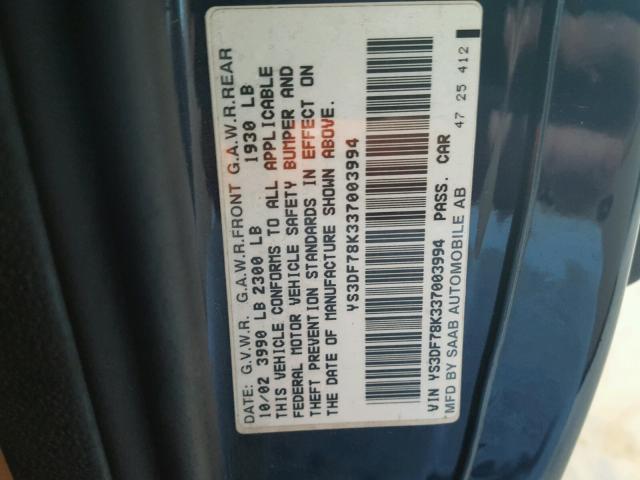 DATE: G.V.W.R. G.A.W.R.FRONT G.A.W.R.REAR
10/02 3990 LB 2300 LB 1930 LB
THIS VEHICLE CONFORMS TO ALL APPLICABLE
FEDERAL MOTOR VEHICLE SAFETY BUMPER AND
THEFT PREVENTION STANDARDS IN EFFECT ON
THE DATE OF MANUFACTURE SHOWN ABOVE.
YS3DF78K337003994
VIN YS3DF78K337003994 PASS. CAR
MFD BY SAAB AUTOMOBILE AB
47 25 412